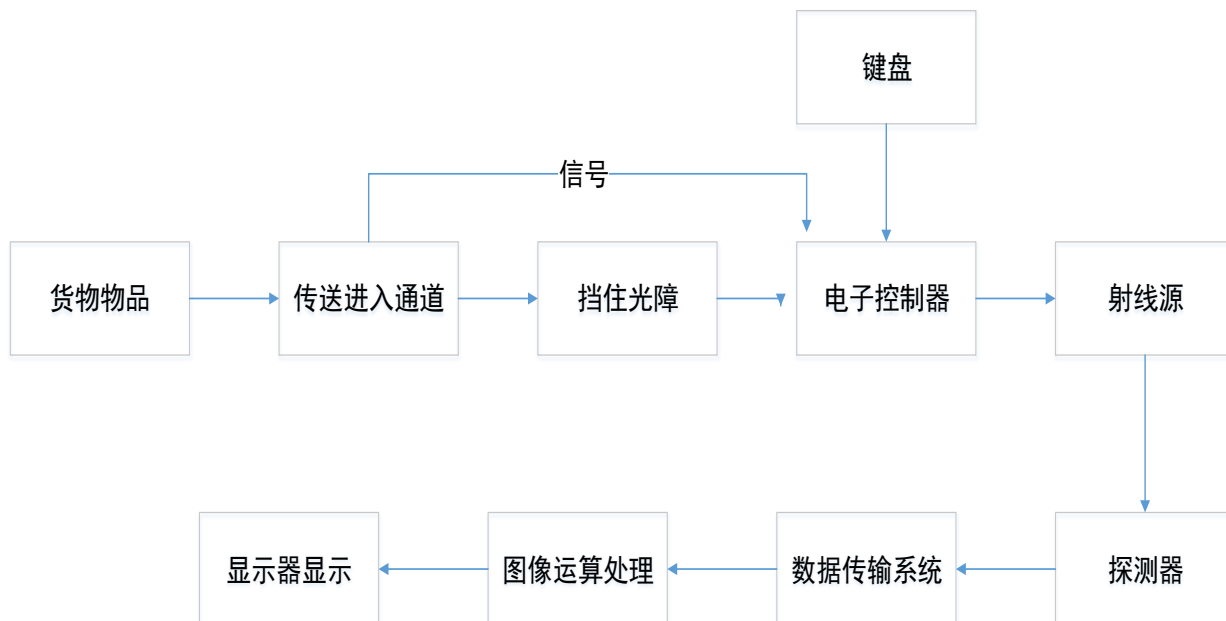 键盘
信号
货物物品
传送进入通道
挡住光障
电子控制器
射线源
显示器显示
图像运算处理
数据传输系统
探测器